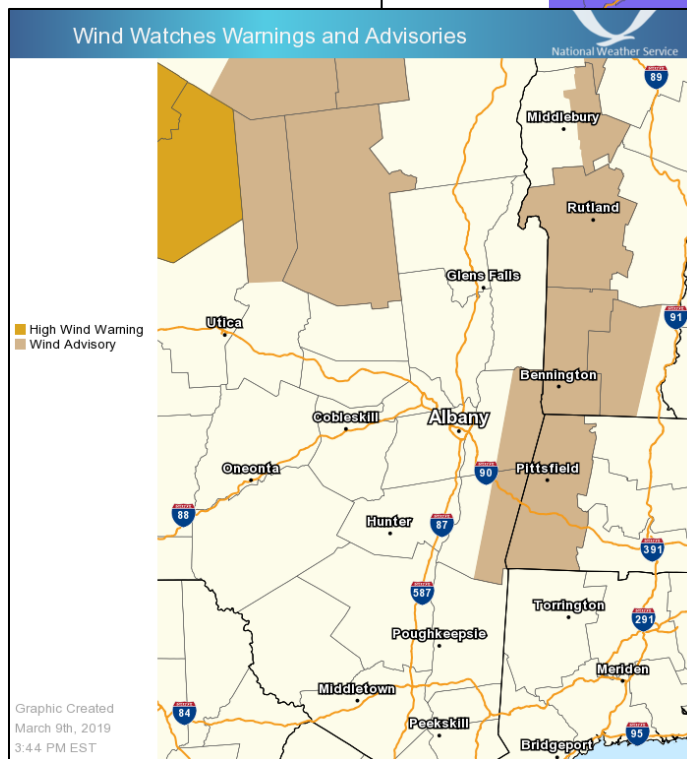 Wind Watches Warnings and Advisories
National Weather Service
89
Middlebury
Rutland
Glens Falls
High Wind Warning
Wind Advisory
Utica
91
Bennington
Cobleskill
Albany
Oneonta
90
Pittsfield
88
Hunter
87
391
587
Torrington
291
Poughkeepsie
Meriden
Middletown
84
Peekskill
95
Bridgeport
Graphic Created
March 9th, 2019
3:44 PM EST